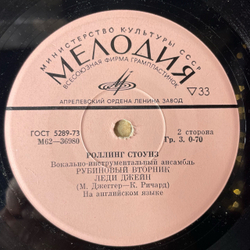 МИНИСТЕРСТВО КУЛЬТУРЫ СССР
МЕЛОДИЯ
ВСЕСОЮЗНАЯ ФИРМА ГРАМПЛАСТИНОК
33
АПРЕЛЕВСКИЙ ОРДЕНА ЛЕНИНА ЗАВОД
ГОСТ 5289-73
М62—36980
2 сторона
Гр. 3. 0-70
РОЛЛИНГ СТОУНЗ
Вокально-инструментальный ансамбль
РУБИНОВЫЙ ВТОРНИК
ЛЕДИ ДЖЕЙН
(М. Джеггер—К. Ричард)
На английском языке